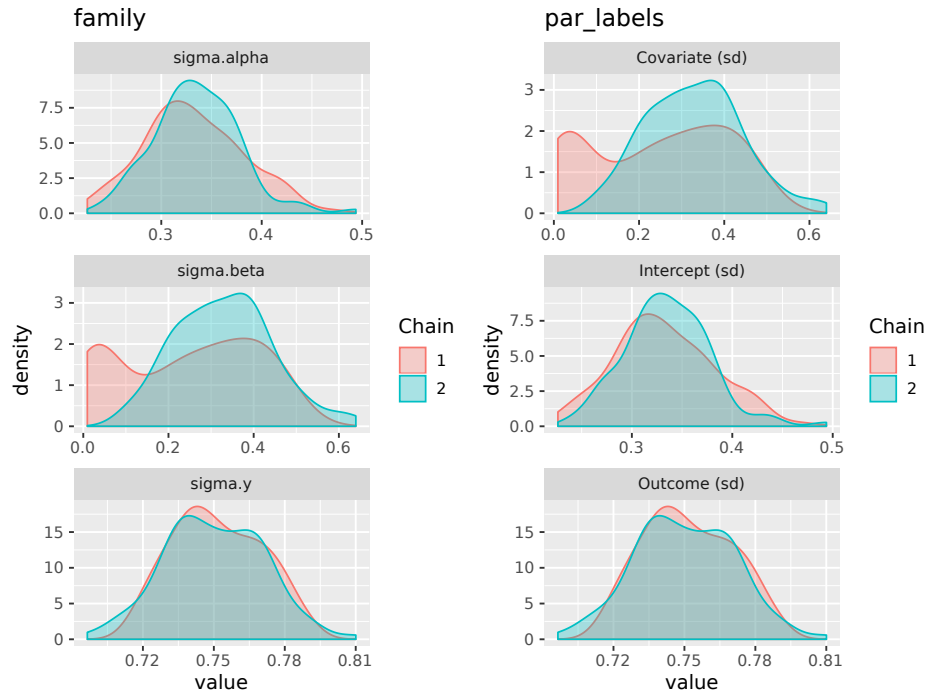 family
sigma.alpha
7.5
5.0
2.5
0.0
0.3 0.4 0.5
sigma.beta
3
2
1
0
0.0 0.2 0.4 0.6
sigma.y
15
10
5
0
0.72 0.75 0.78 0.81
value
density
Chain
1
2
par_labels
Covariate (sd)
3
2
1
0
0.0 0.2 0.4 0.6
Intercept (sd)
7.5
5.0
2.5
0.0
0.3 0.4 0.5
Outcome (sd)
15
10
5
0
0.72 0.75 0.78 0.81
value
density
Chain
1
2